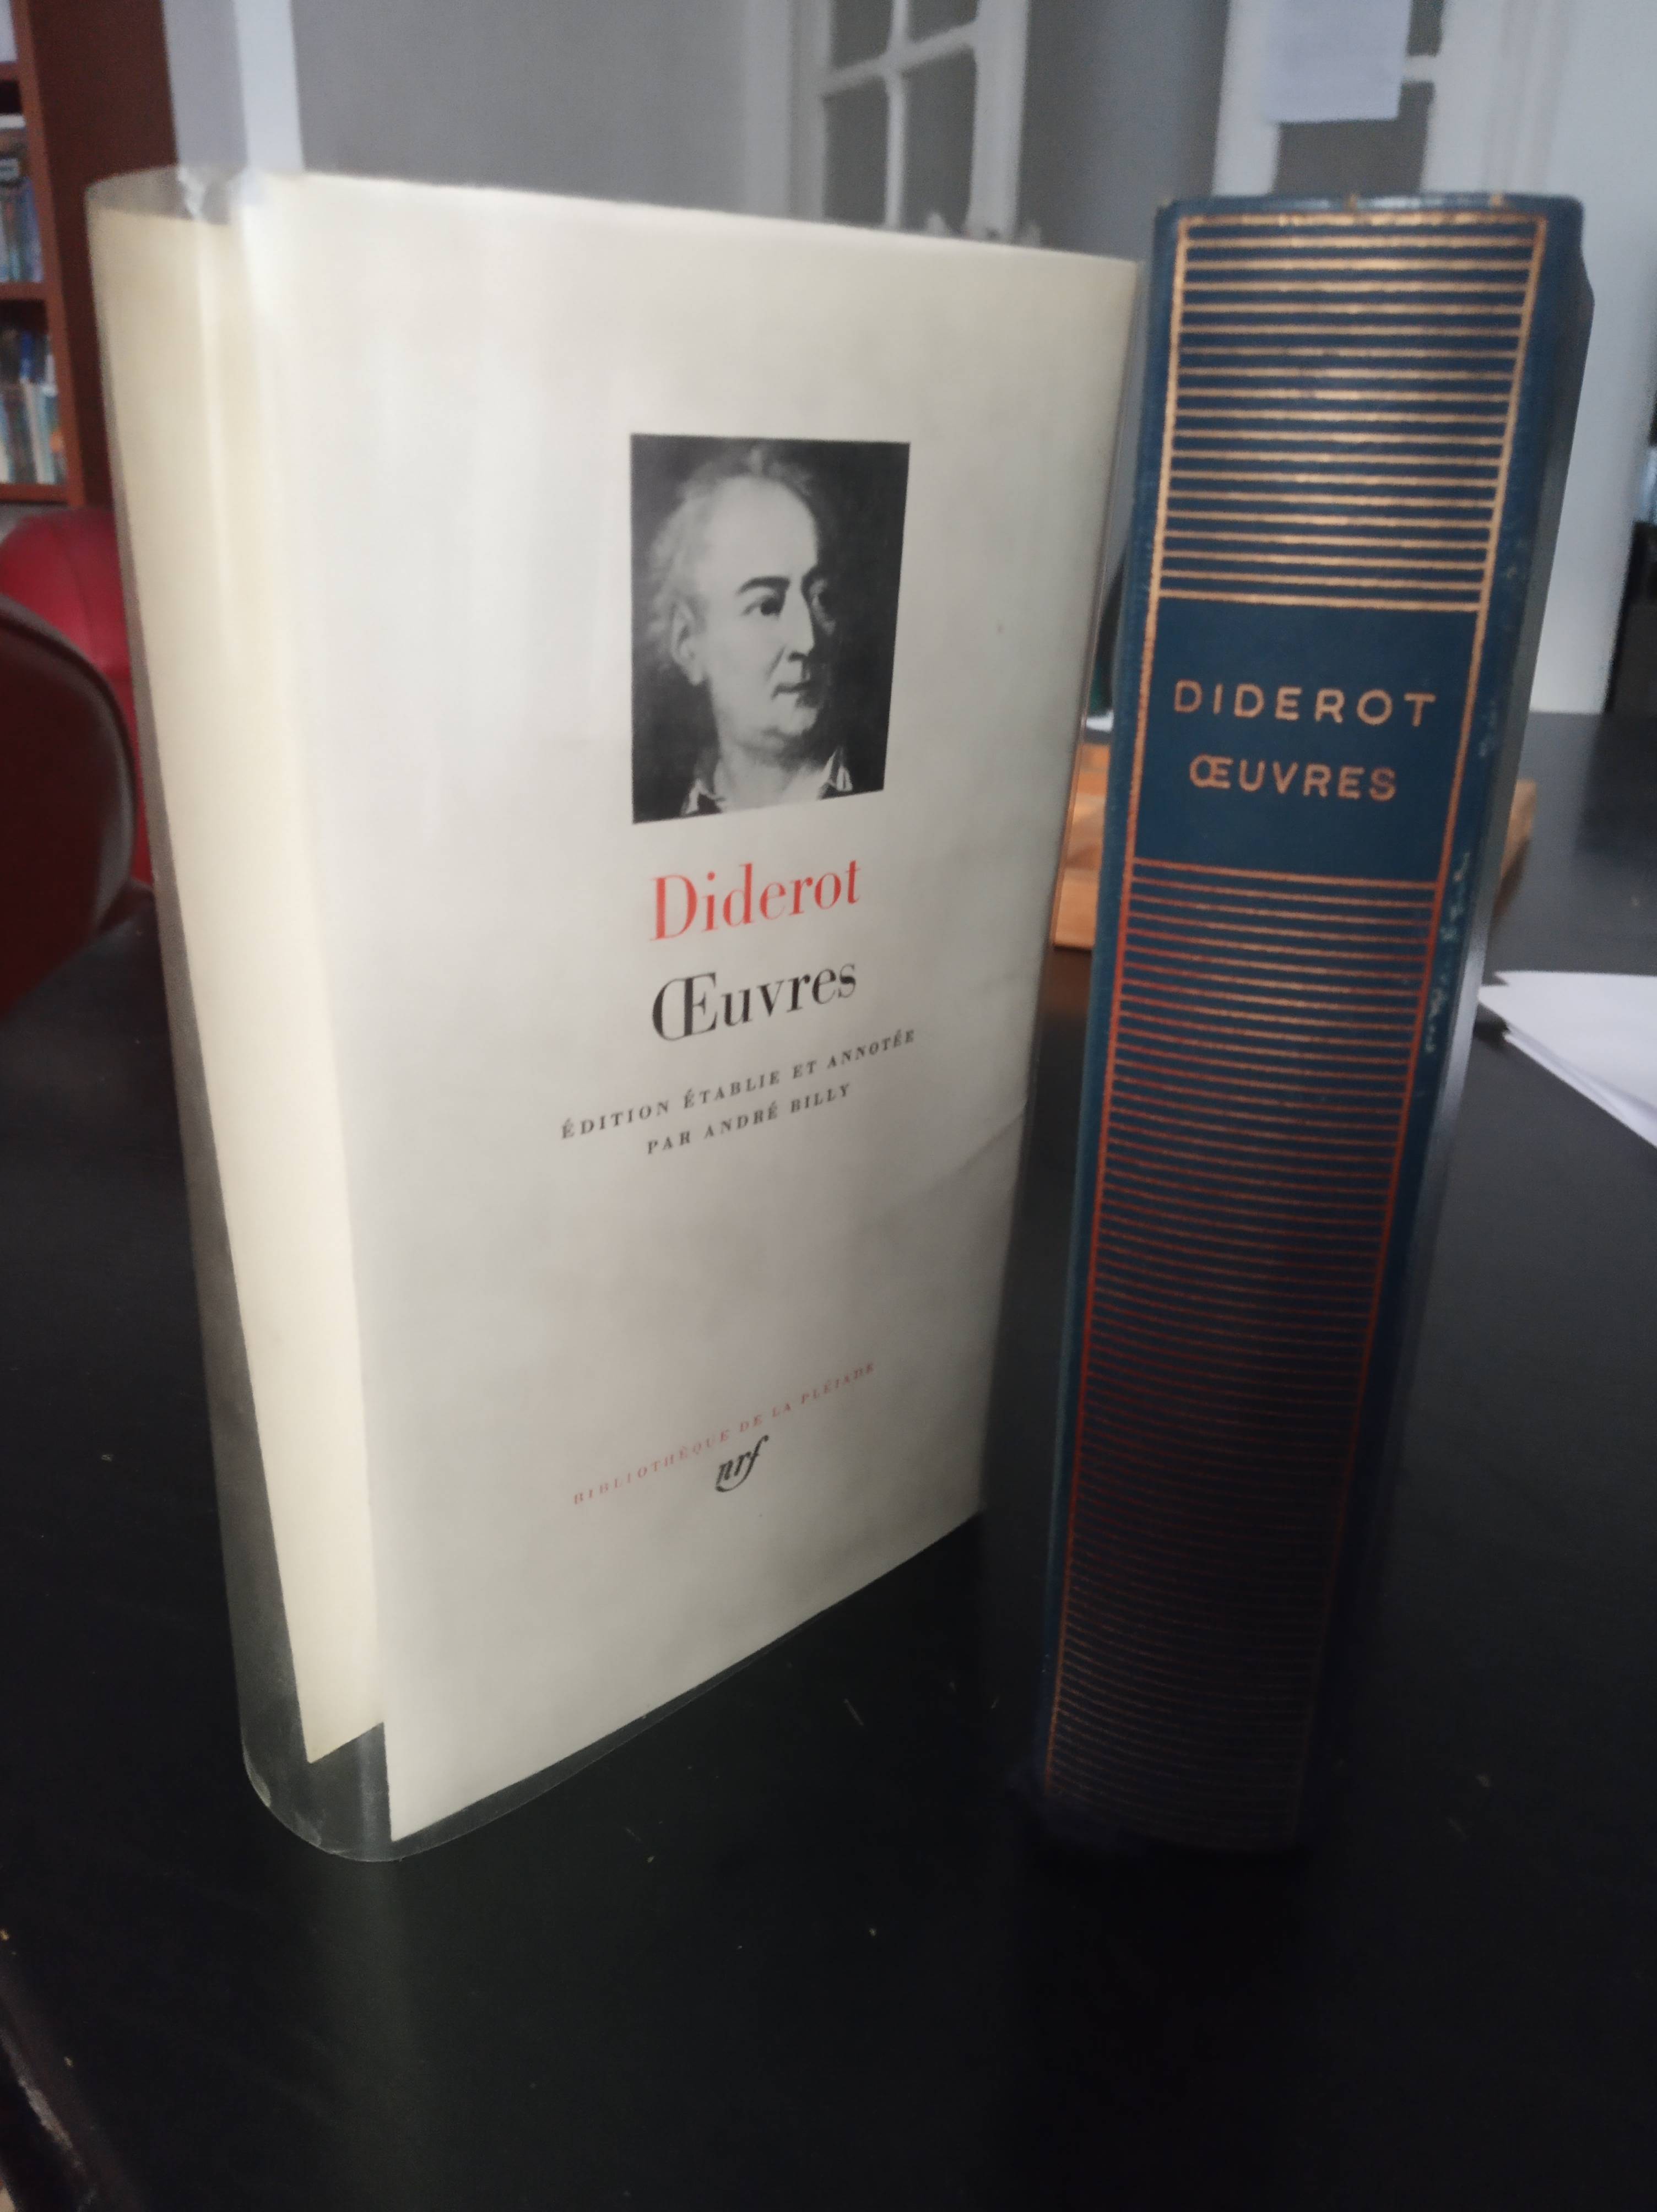 Diderot
Œuvres
ÉDITION ÉTABLIE ET ANNOTÉE
PAR ANDRÉ BILLY
BIBLIOTHÈQUE DE LA PLÉIADE
nrf
DIDEROT
ŒUVRES